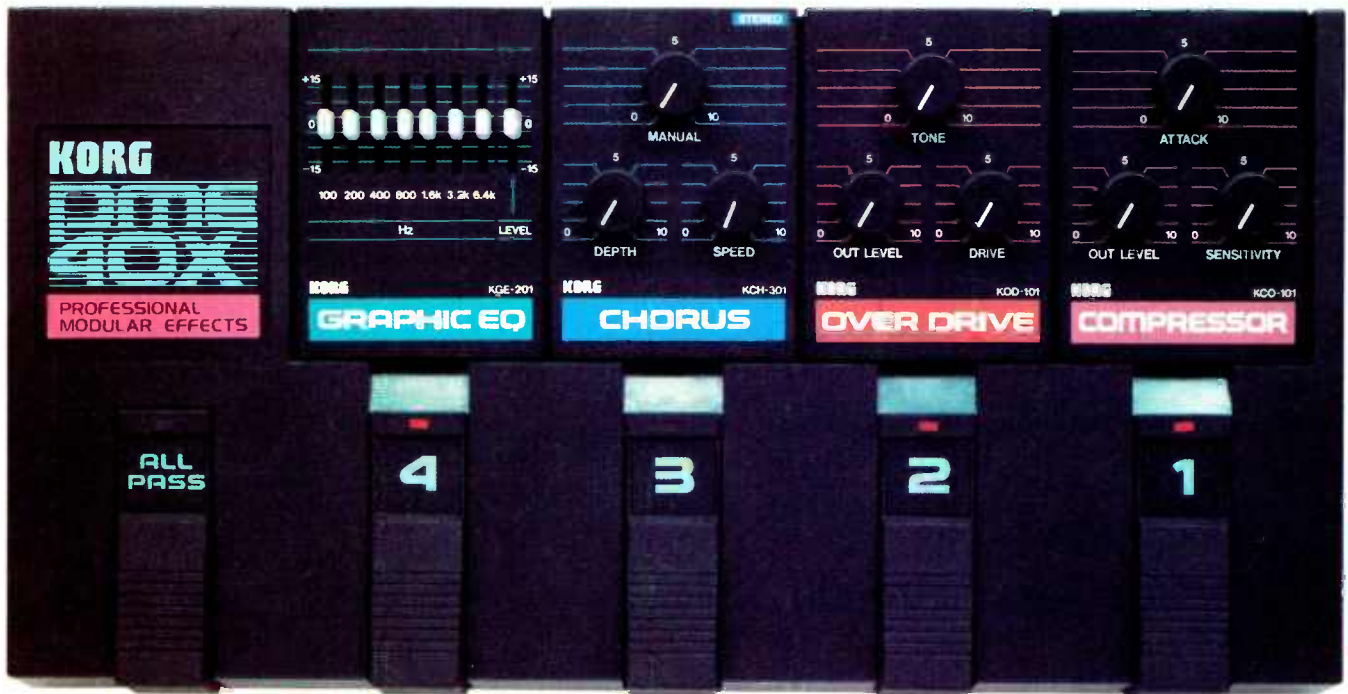 KORG
PME
40X
PROFESSIONAL
MODULAR EFFECTS
+15 +15
0 0
-15 -15
100 200 400 800 1.6k 3.2k 6.4k
Hz LEVEL
KORG KGE-201
GRAPHIC EQ
STEREO
5
0 10
MANUAL
5 5
0 10 0 10
DEPTH SPEED
KORG KCH-301
CHORUS
5
0 10
TONE
5 5
0 10 0 10
OUT LEVEL DRIVE
KORG KOD-101
OVER DRIVE
5
0 10
ATTACK
5 5
0 10 0 10
OUT LEVEL SENSITIVITY
KORG KCO-101
COMPRESSOR
ALL
PASS
4
3
2
1